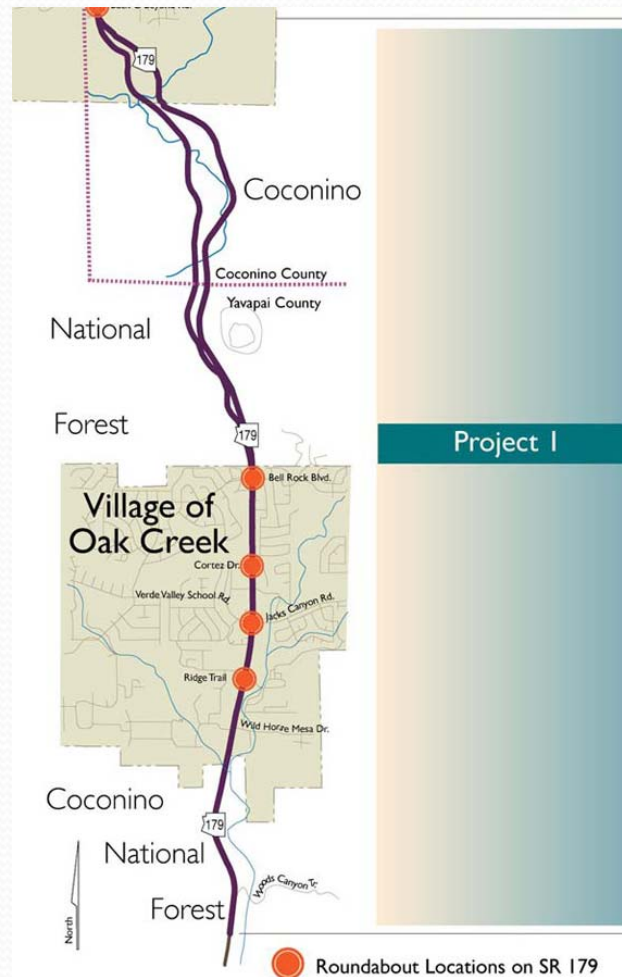 179
Coconino
Coconino County
Yavapai County
National
Forest
179
Project 1
Bell Rock Blvd.
Village of
Oak Creek
Cortez Dr.
Verde Valley School Rd.
Jacks Canyon Rd.
Ridge Trail
Wild Horze Mesa Dr.
Coconino
179
National
Woods Canyon Tr.
Forest
North
Roundabout Locations on SR 179